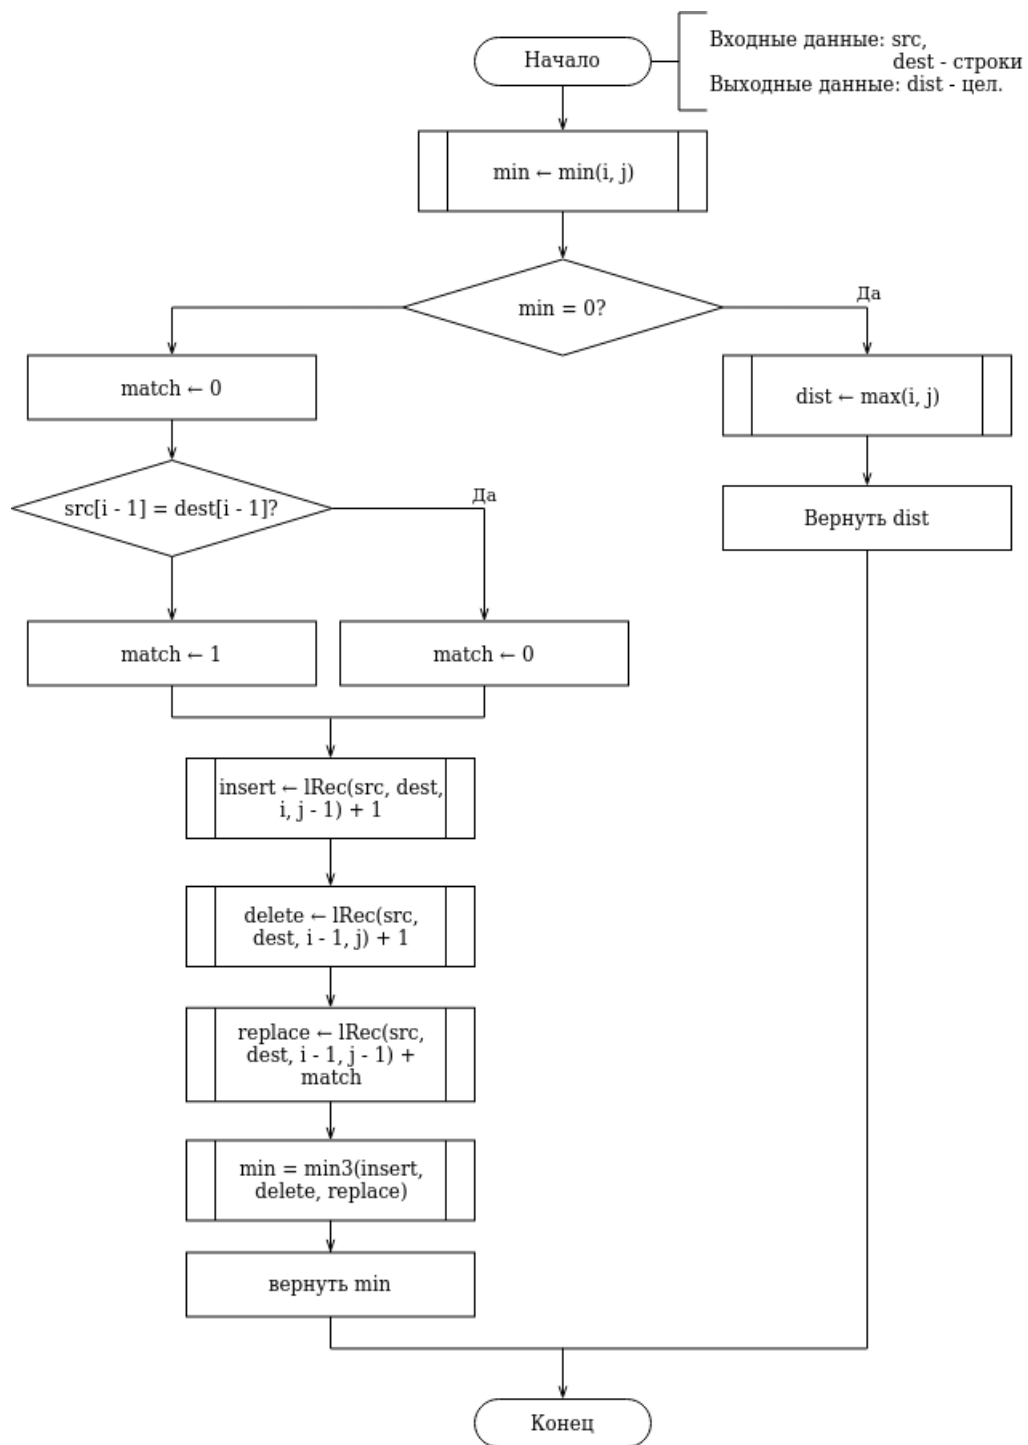 Начало
Входные данные: src,
dest - строки
Выходные данные: dist - цел.
min ← min(i, j)
min = 0?
Да
match ← 0
dist ← max(i, j)
src[i - 1] = dest[i - 1]?
Да
Вернуть dist
match ← 1
match ← 0
insert ← lRec(src, dest,
i, j - 1) + 1
delete ← lRec(src,
dest, i - 1, j) + 1
replace ← lRec(src,
dest, i - 1, j - 1) +
match
min = min3(insert,
delete, replace)
вернуть min
Конец